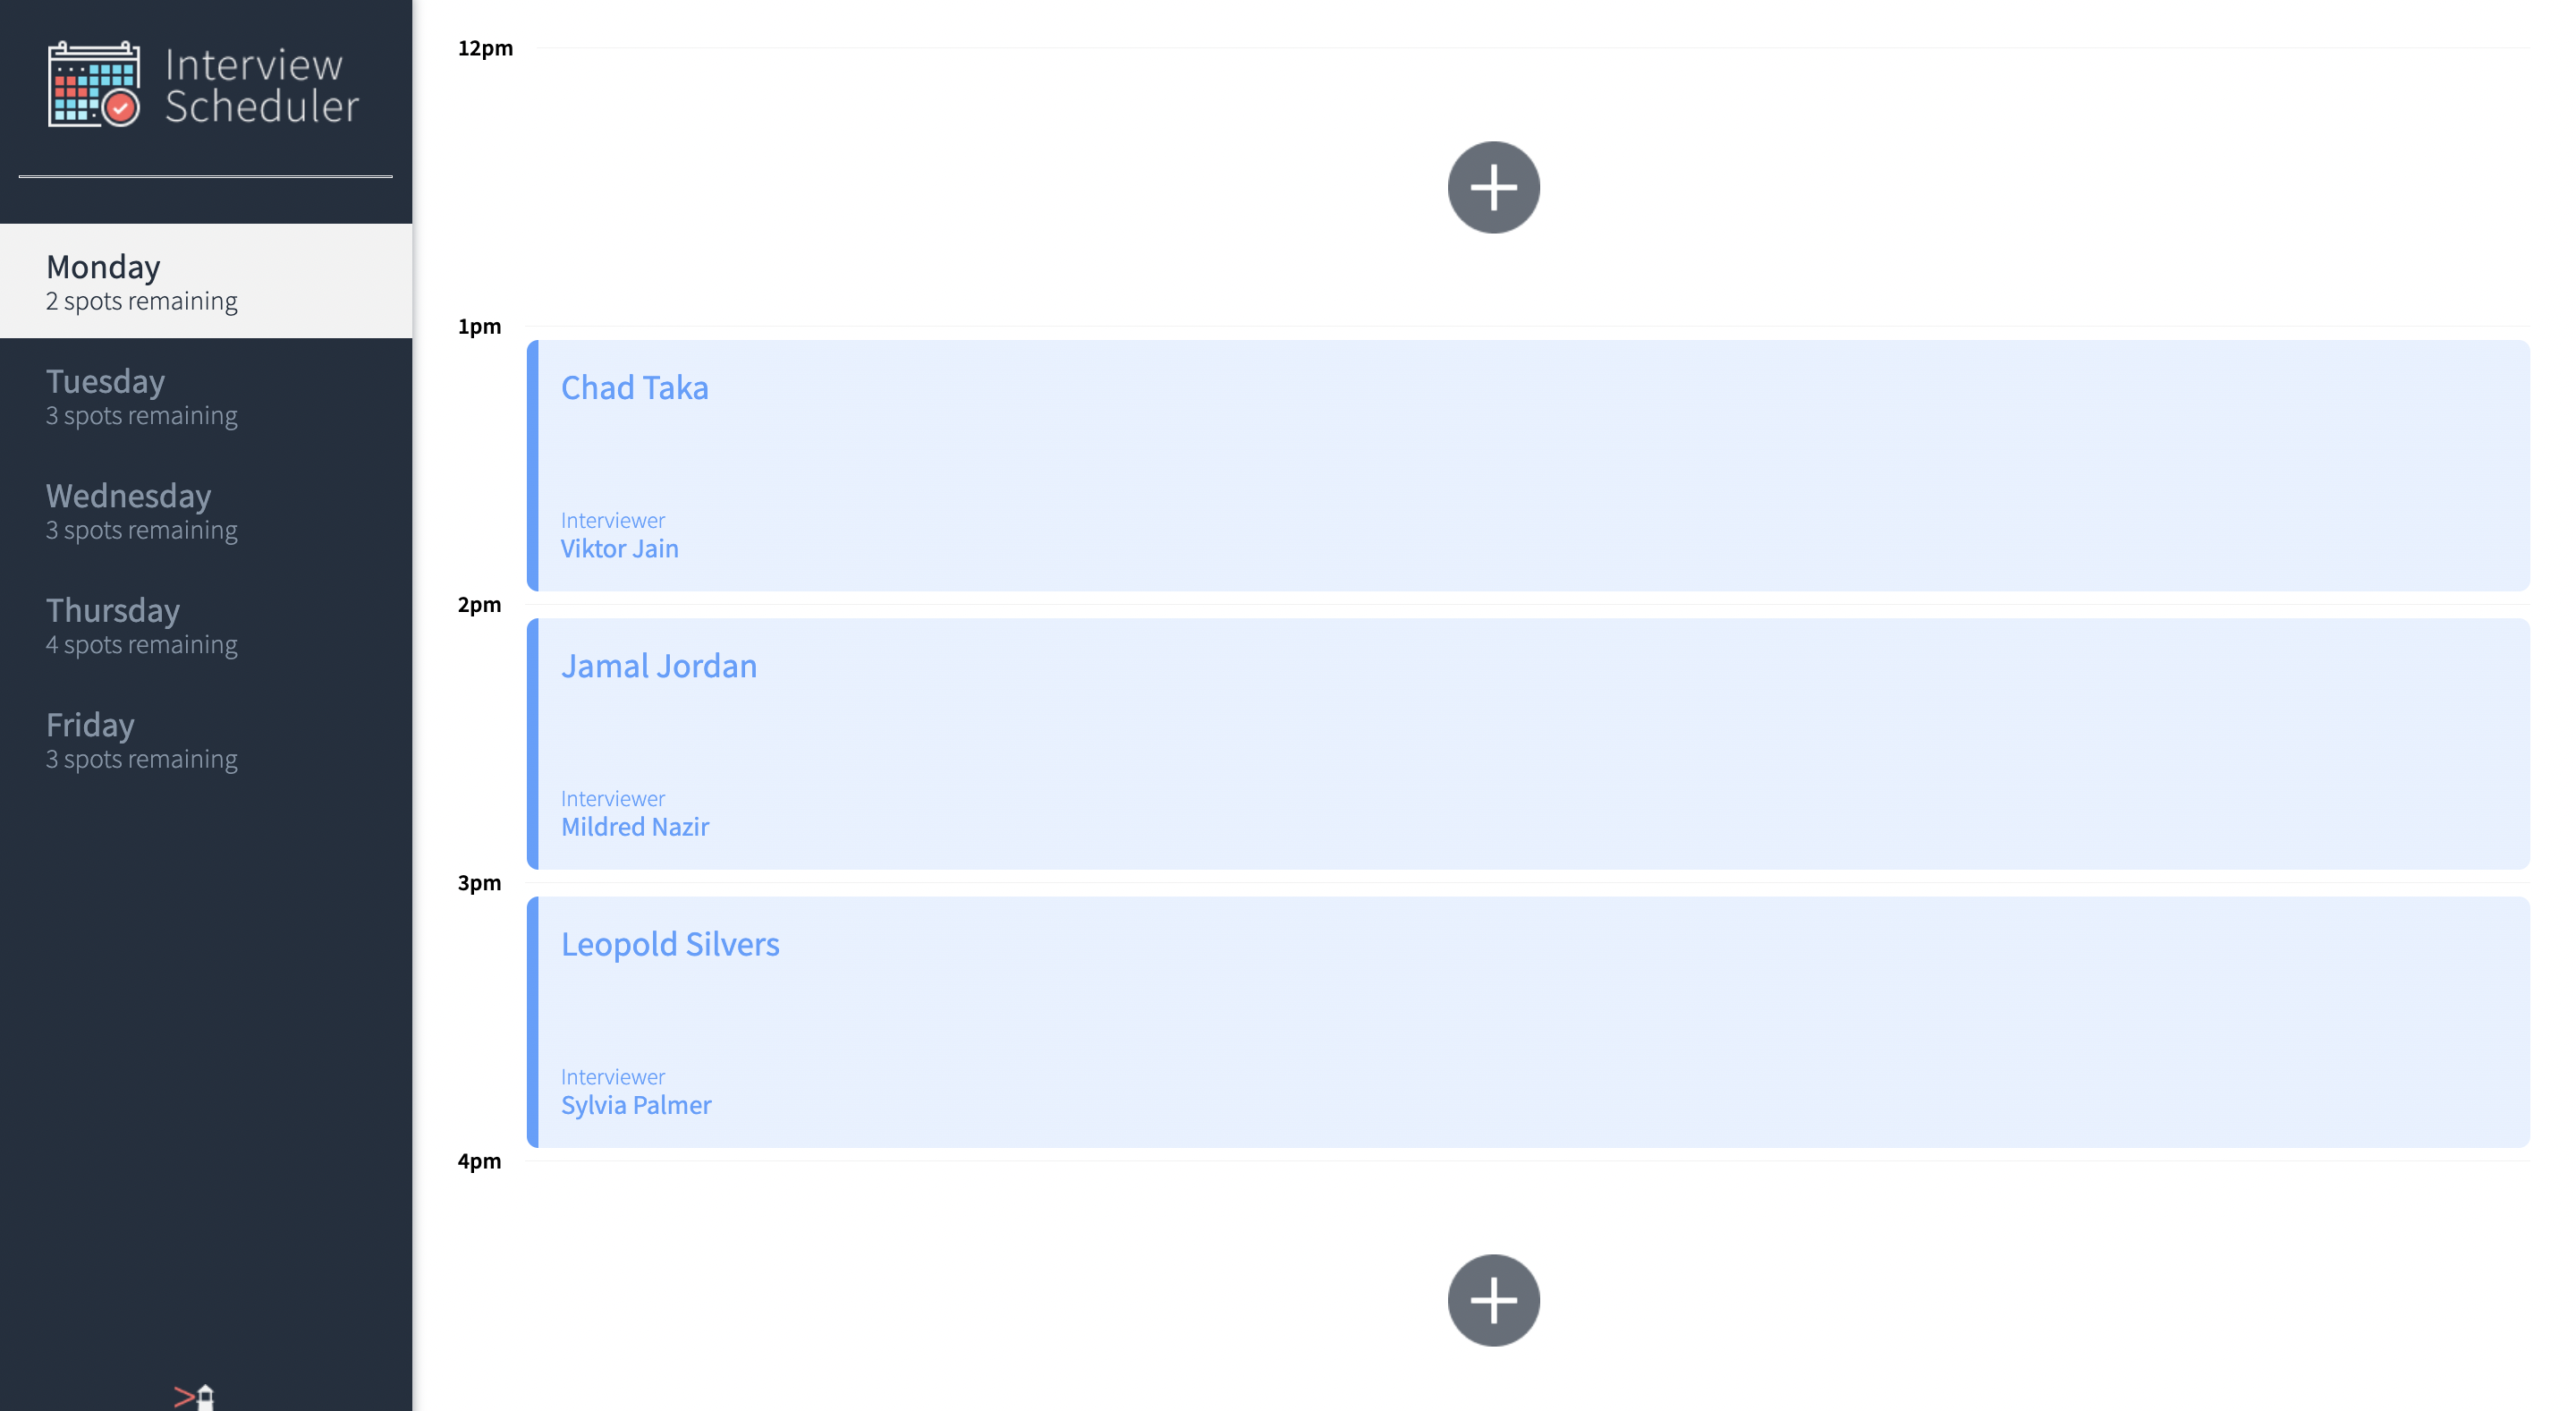 Interview
Scheduler
Monday
2 spots remaining
Tuesday
3 spots remaining
Wednesday
3 spots remaining
Thursday
4 spots remaining
Friday
3 spots remaining
12pm
1pm
Chad Taka
Interviewer
Viktor Jain
2pm
Jamal Jordan
Interviewer
Mildred Nazir
3pm
Leopold Silvers
Interviewer
Sylvia Palmer
4pm